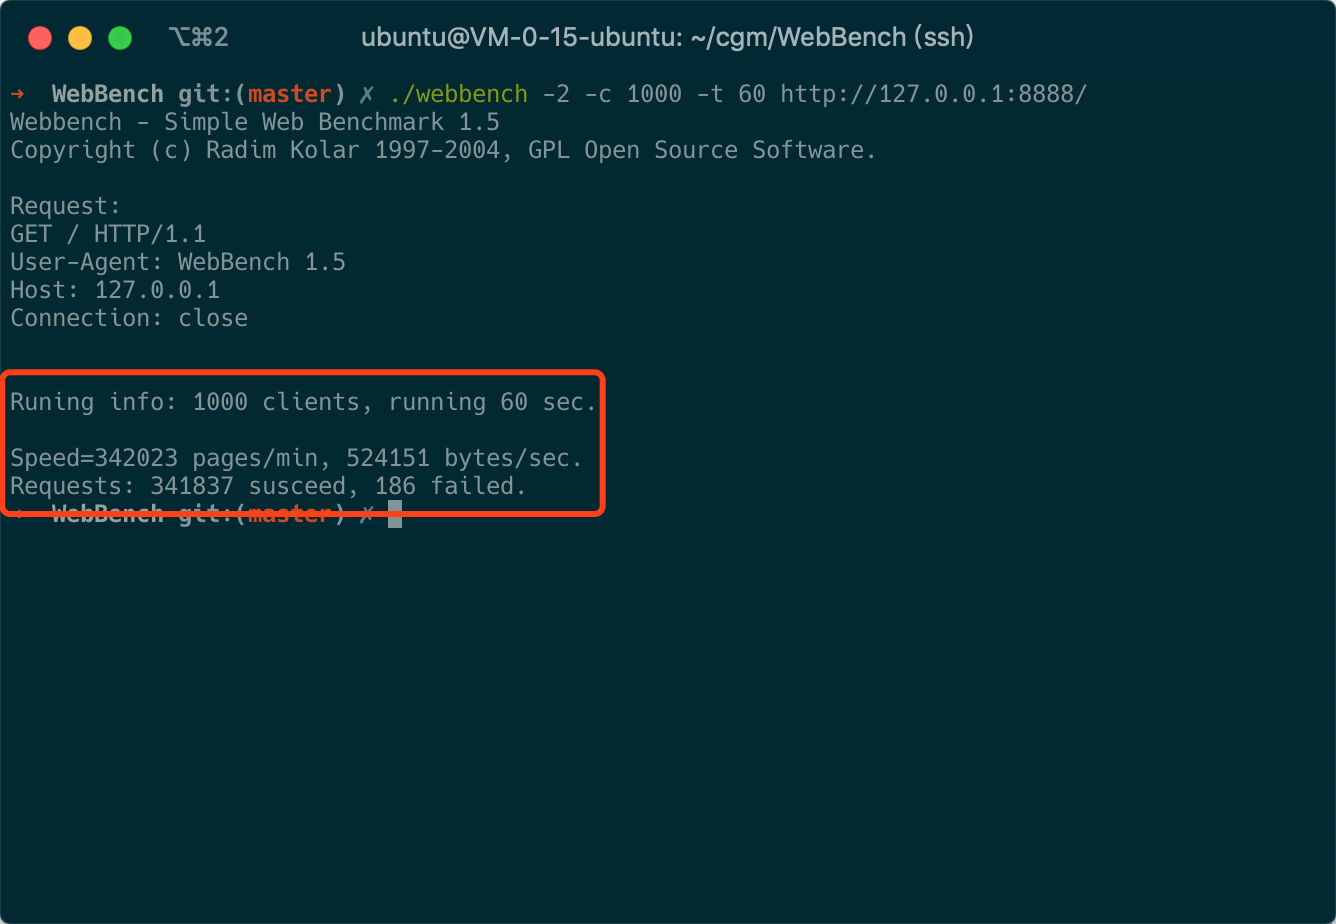 ⌥⌘2 ubuntu@VM-0-15-ubuntu: ~/cgm/WebBench (ssh)
➜ WebBench git:(master) ✗ ./webbench -2 -c 1000 -t 60 http://127.0.0.1:8888/
Webbench - Simple Web Benchmark 1.5
Copyright (c) Radim Kolar 1997-2004, GPL Open Source Software.
Request:
GET / HTTP/1.1
User-Agent: WebBench 1.5
Host: 127.0.0.1
Connection: close
Runing info: 1000 clients, running 60 sec.
Speed=342023 pages/min, 524151 bytes/sec.
Requests: 341837 susceed, 186 failed.
➜ WebBench git:(master) ✗